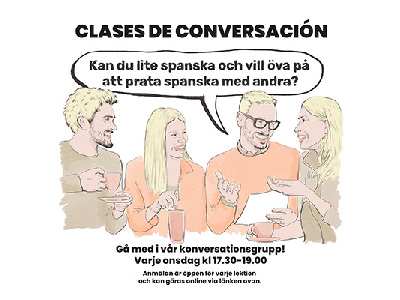 CLASES DE CONVERSACIÓN
Kan du lite spanska och vill öva på
att prata spanska med andra?
Gå med i vår konversationsgrupp!
Varje onsdag kl 17.30-19.00
Anmälan är öppen för varje lektion
och kan göras online via länken ovan.